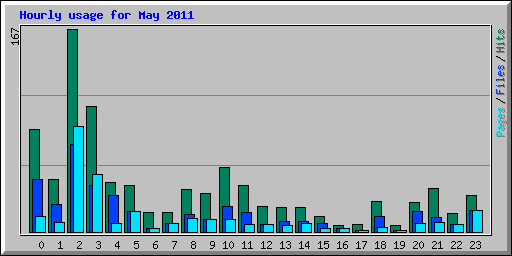 Hourly usage for May 2011
167
Pages/Files/Hits
0 1 2 3 4 5 6 7 8 9 10 11 12 13 14 15 16 17 18 19 20 21 22 23